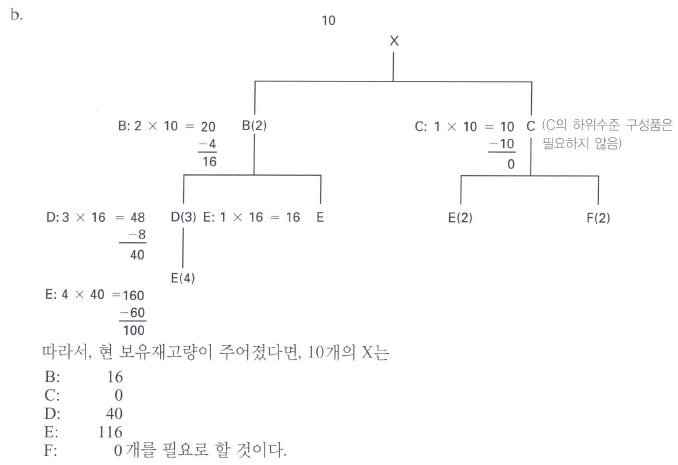 b.
10
X
B: 2 × 10 = 20 B(2) C: 1 × 10 = 10 C (C의 하위수준 구성품은
−4 −10 필요하지 않음)
16 0
D: 3 × 16 = 48 D(3) E: 1 × 16 = 16 E E(2) F(2)
−8
40
E(4)
E: 4 × 40 =160
−60
100
따라서, 현 보유재고량이 주어졌다면, 10개의 X는
B: 16
C: 0
D: 40
E: 116
F: 0개를 필요로 할 것이다.